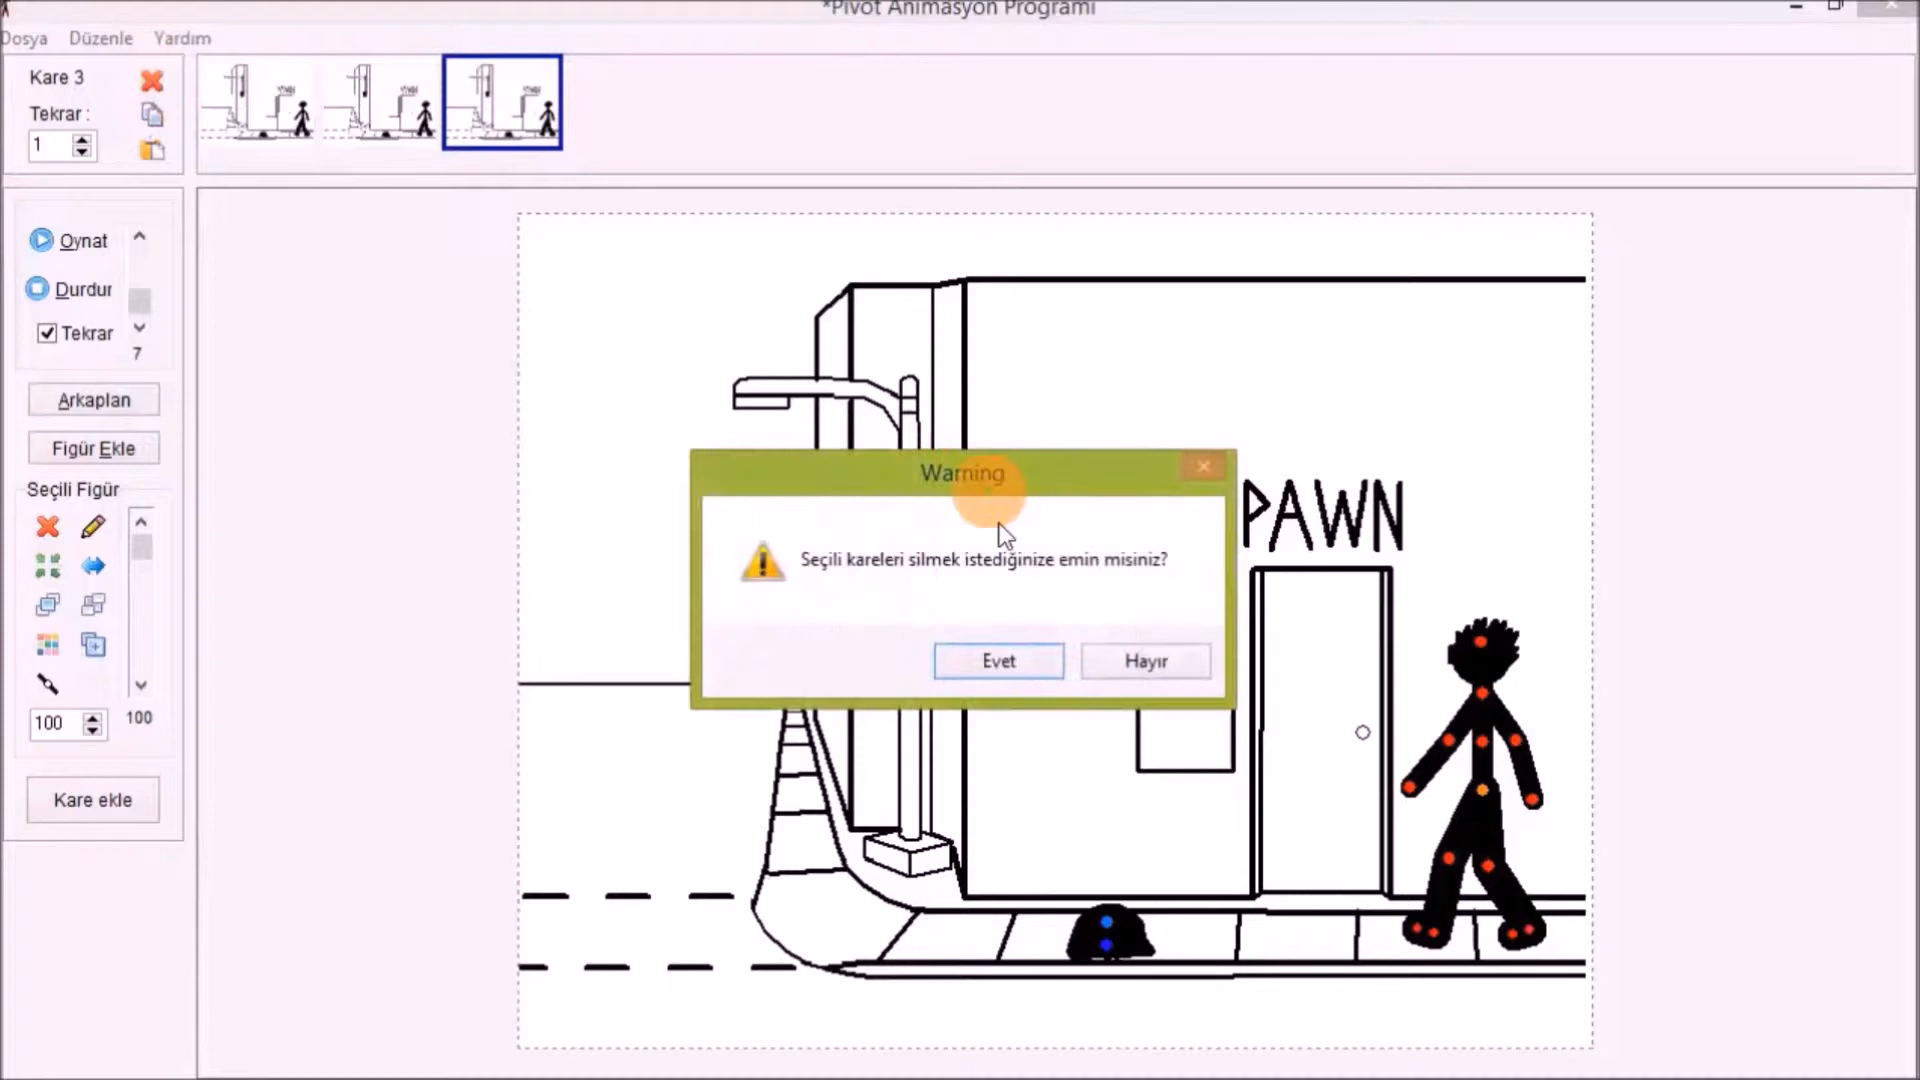 *Pivot Animasyon Programı
Dosya Düzenle Yardım
Kare 3
Tekrar :
1
Oynat
Durdur
Tekrar
7
Arkaplan
Figür Ekle
Seçili Figür
100
100
Kare ekle
Warning
Seçili kareleri silmek istediğinize emin misiniz?
Evet Hayır
PAWN